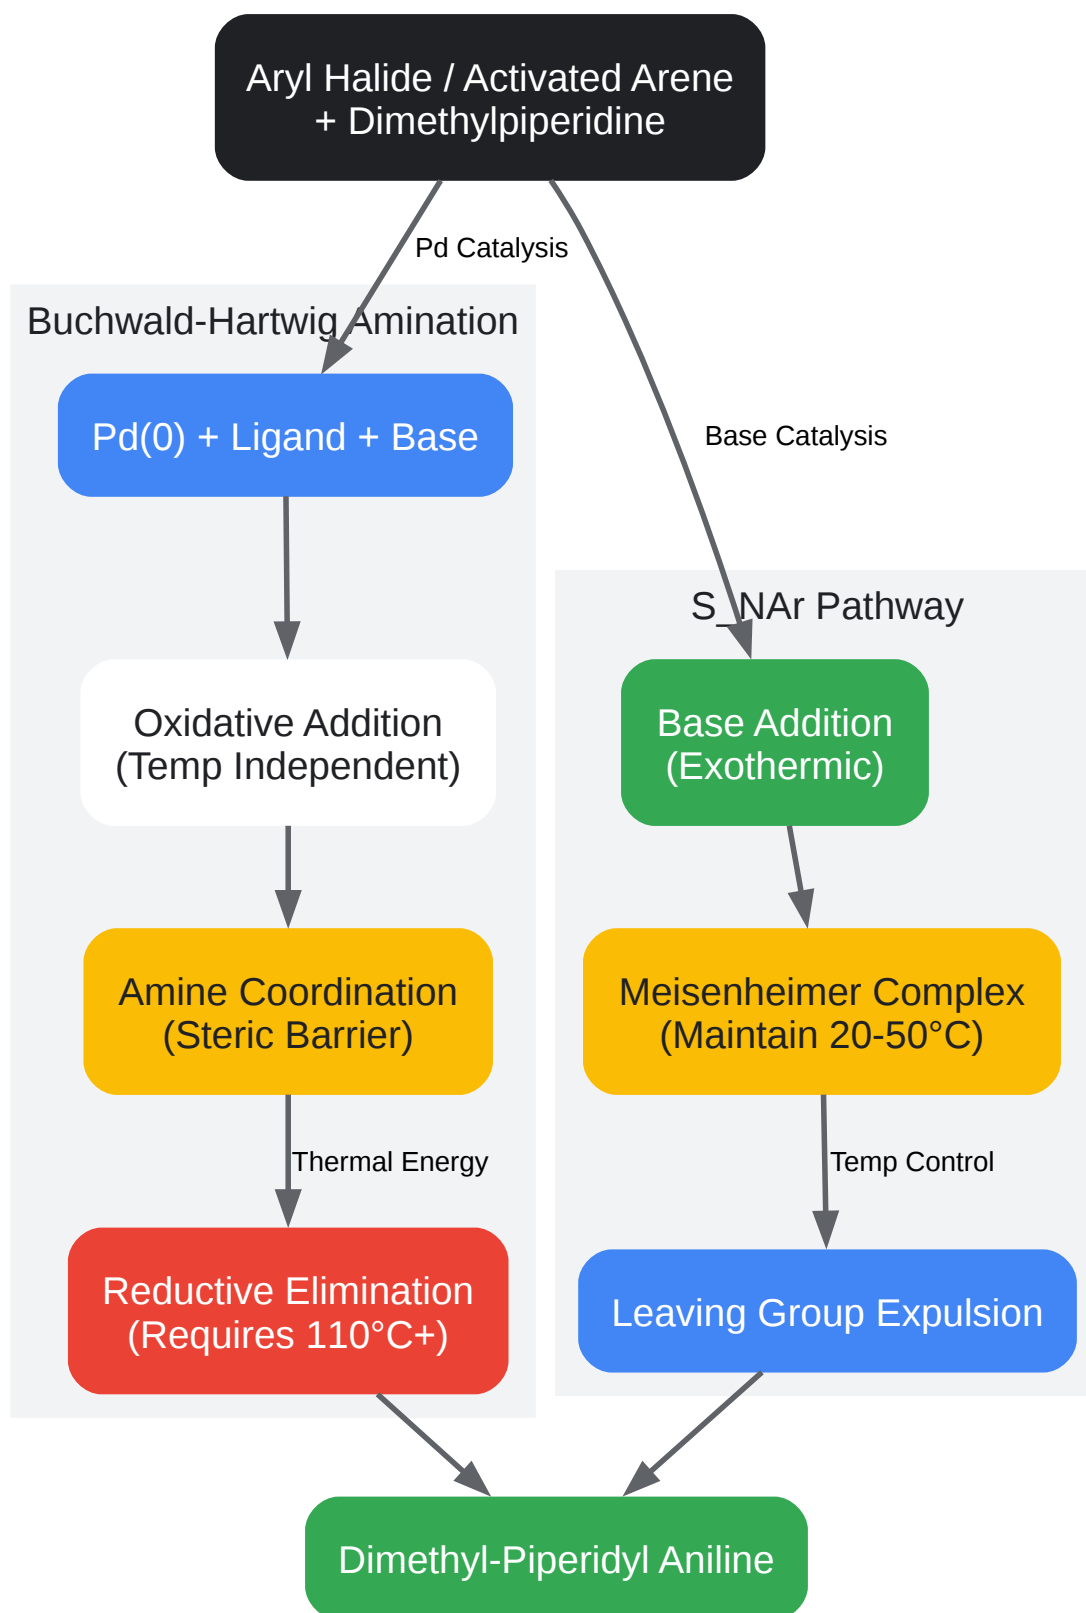 Aryl Halide / Activated Arene
+ Dimethylpiperidine
Pd Catalysis
Buchwald-Hartwig Amination
Pd(0) + Ligand + Base
Base Catalysis
S_NAr Pathway
Oxidative Addition
(Temp Independent)
Base Addition
(Exothermic)
Amine Coordination
(Steric Barrier)
Meisenheimer Complex
(Maintain 20-50°C)
Thermal Energy
Temp Control
Reductive Elimination
(Requires 110°C+)
Leaving Group Expulsion
Dimethyl-Piperidyl Aniline